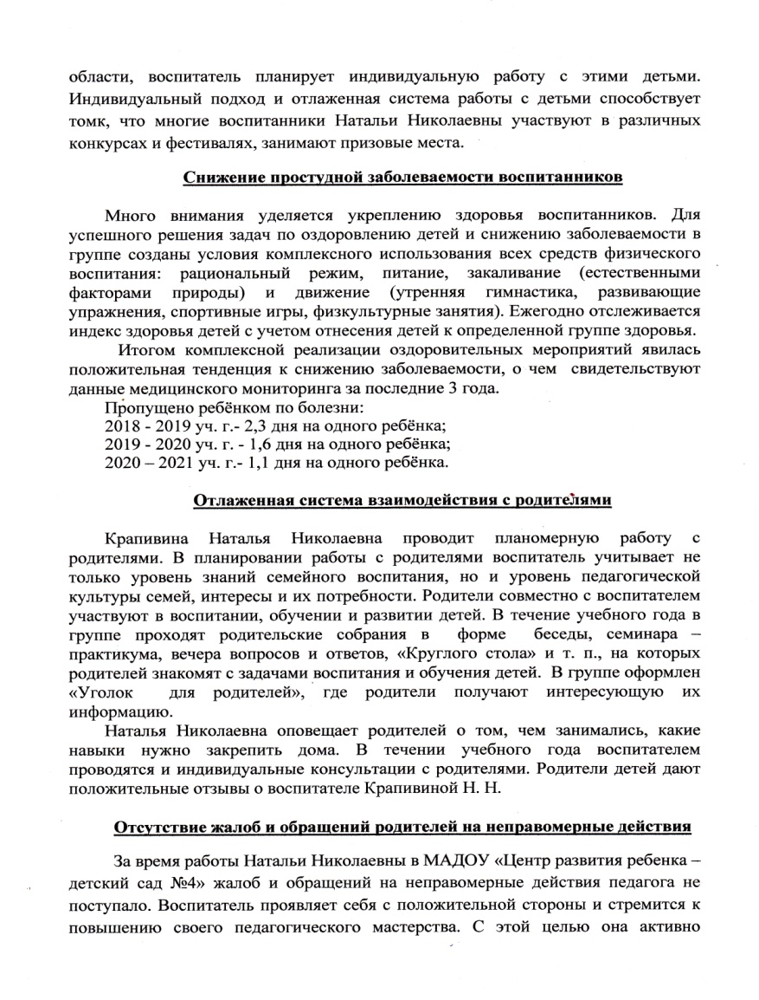 области, воспитатель планирует индивидуальную работу с этими детьми.
Индивидуальный подход и отлаженная система работы с детьми способствует
томк, что многие воспитанники Натальи Николаевны участвуют в различных
конкурсах и фестивалях, занимают призовые места.
Снижение простудной заболеваемости воспитанников
Много внимания уделяется укреплению здоровья воспитанников. Для
успешного решения задач по оздоровлению детей и снижению заболеваемости в
группе созданы условия комплексного использования всех средств физического
воспитания: рациональный режим, питание, закаливание (естественными
факторами природы) и движение (утренняя гимнастика, развивающие
упражнения, спортивные игры, физкультурные занятия). Ежегодно отслеживается
индекс здоровья детей с учетом отнесения детей к определенной группе здоровья.
Итогом комплексной реализации оздоровительных мероприятий явилась
положительная тенденция к снижению заболеваемости, о чем свидетельствуют
данные медицинского мониторинга за последние 3 года.
Пропущено ребёнком по болезни:
2018 - 2019 уч. г.- 2,3 дня на одного ребёнка;
2019 - 2020 уч. г. - 1,6 дня на одного ребёнка;
2020 – 2021 уч. г.- 1,1 дня на одного ребёнка.
Отлаженная система взаимодействия с родителями
Крапивина Наталья Николаевна проводит планомерную работу с
родителями. В планировании работы с родителями воспитатель учитывает не
только уровень знаний семейного воспитания, но и уровень педагогической
культуры семей, интересы и их потребности. Родители совместно с воспитателем
участвуют в воспитании, обучении и развитии детей. В течение учебного года в
группе проходят родительские собрания в форме беседы, семинара –
практикума, вечера вопросов и ответов, «Круглого стола» и т. п., на которых
родителей знакомят с задачами воспитания и обучения детей. В группе оформлен
«Уголок для родителей», где родители получают интересующую их
информацию.
Наталья Николаевна оповещает родителей о том, чем занимались, какие
навыки нужно закрепить дома. В течении учебного года воспитателем
проводятся и индивидуальные консультации с родителями. Родители детей дают
положительные отзывы о воспитателе Крапивиной Н. Н.
Отсутствие жалоб и обращений родителей на неправомерные действия
За время работы Натальи Николаевны в МАДОУ «Центр развития ребенка –
детский сад №4» жалоб и обращений на неправомерные действия педагога не
поступало. Воспитатель проявляет себя с положительной стороны и стремится к
повышению своего педагогического мастерства. С этой целью она активно